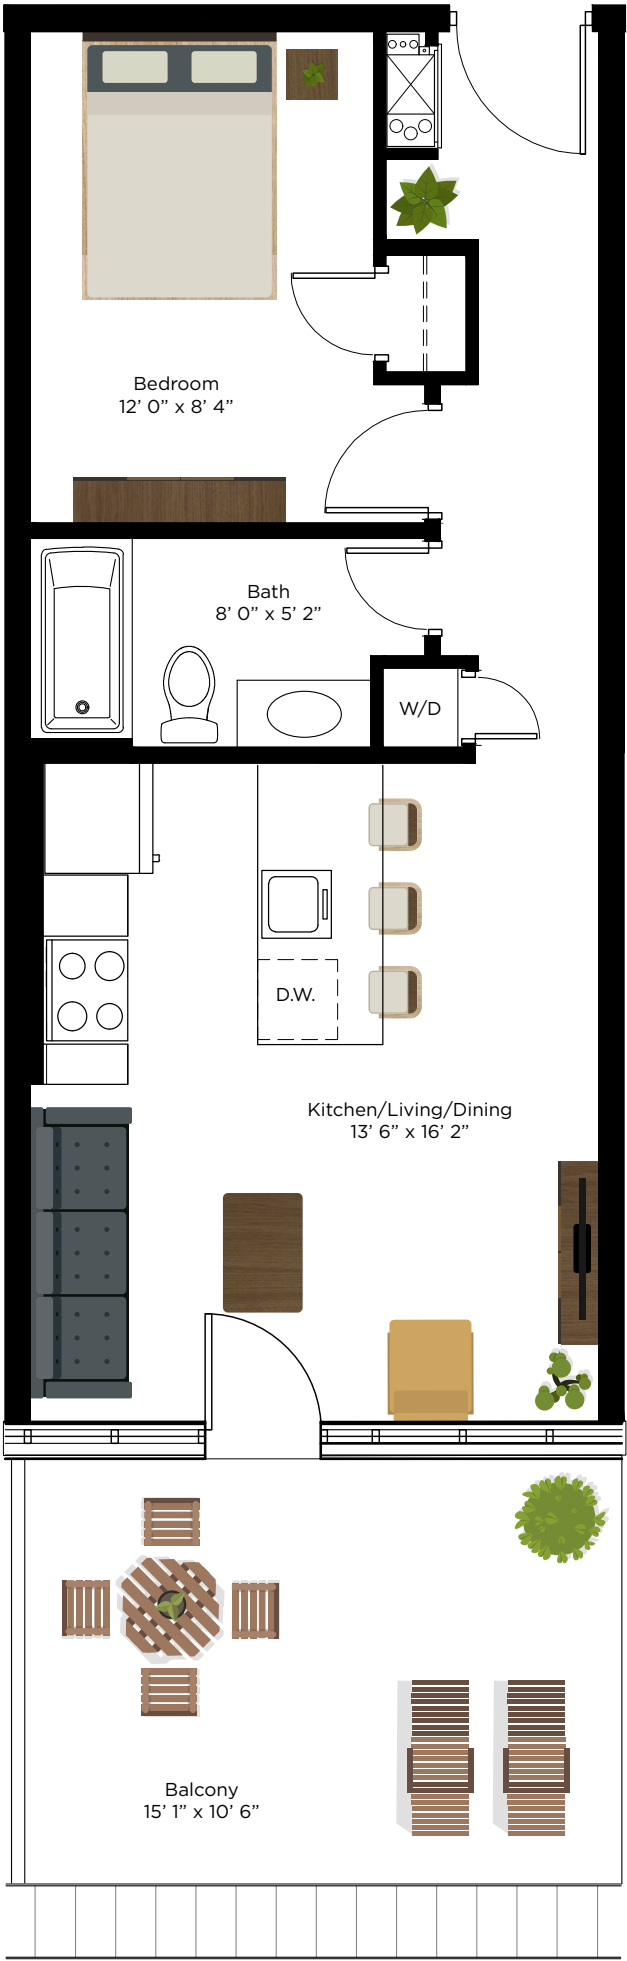 Bedroom
12’ 0” x 8’ 4”
Bath
8’ 0” x 5’ 2”
W/D
D.W.
Kitchen/Living/Dining
13’ 6” x 16’ 2”
Balcony
15’ 1” x 10’ 6”